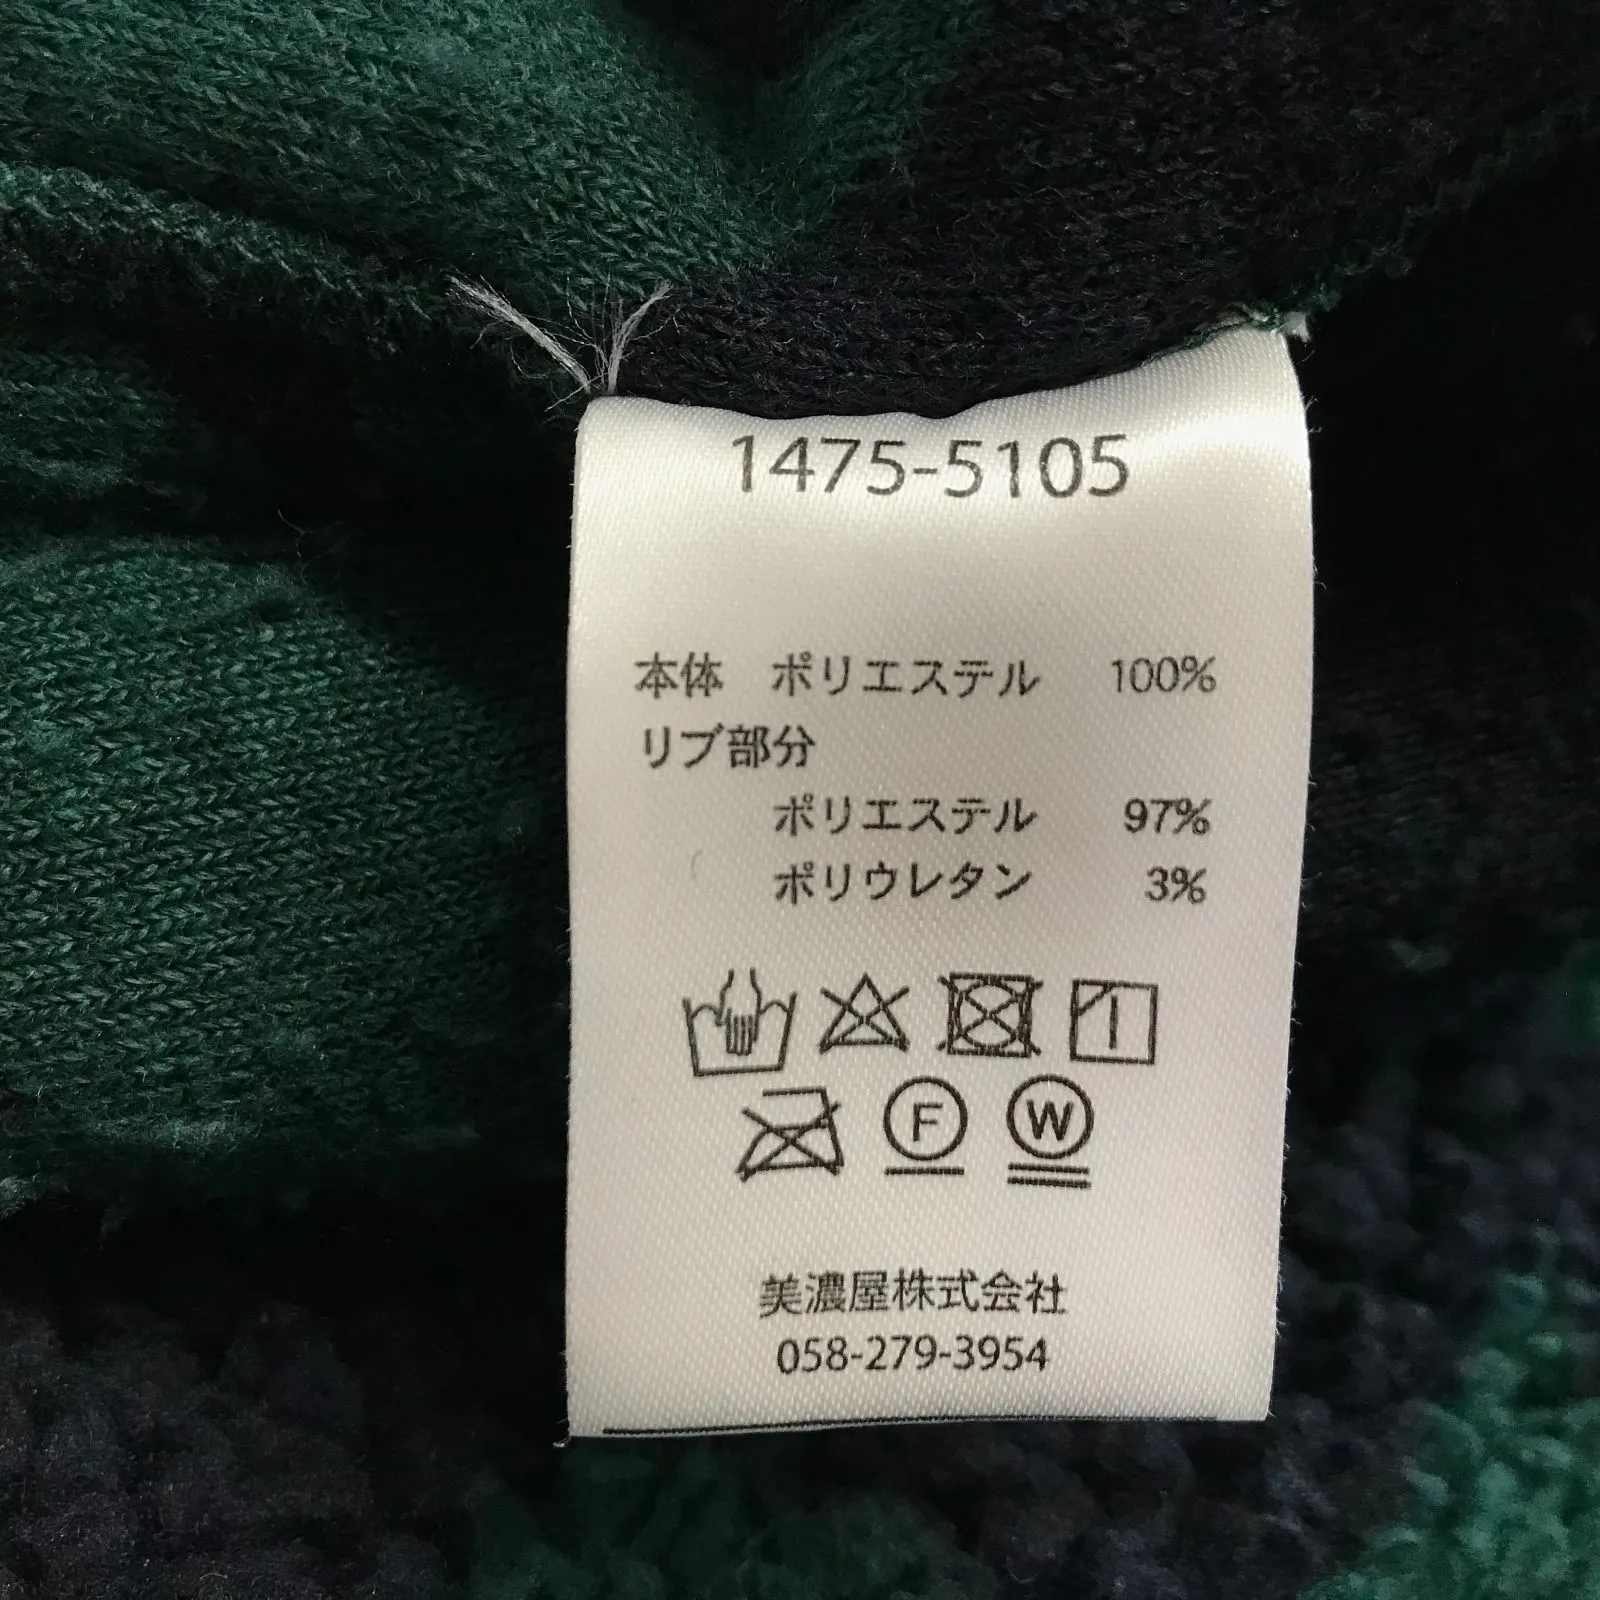 1475-5105
本体 ポリエステル 100%
リブ部分
ポリエステル 97%
ポリウレタン 3%
F W
美濃屋株式会社
058-279-3954